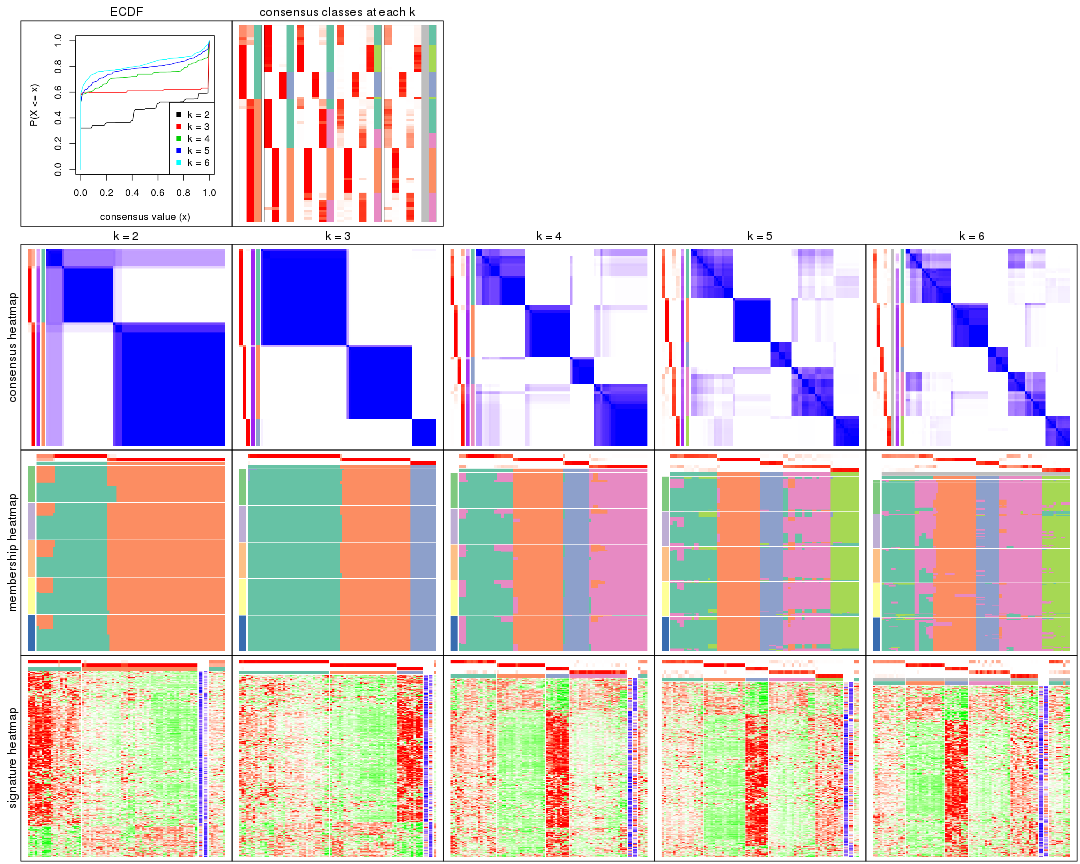 ECDF
consensus classes at each k
P(X <= x)
0.0 0.2 0.4 0.6 0.8 1.0
k = 2
k = 3
k = 4
k = 5
k = 6
0.0 0.2 0.4 0.6 0.8 1.0
consensus value (x)
k = 2
k = 3
k = 4
k = 5
k = 6
consensus heatmap
membership heatmap
signature heatmap